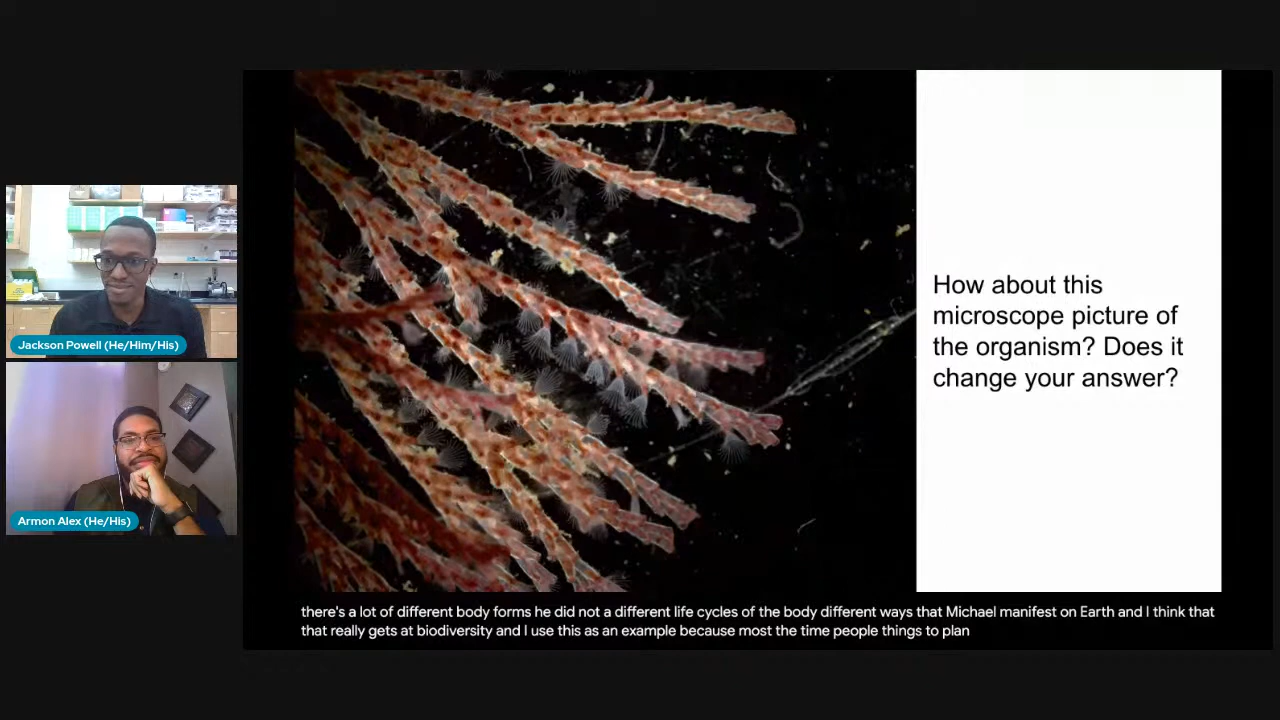 Jackson Powell (He/Him/His)
Armon Alex (He/His)
How about this
microscope picture of
the organism? Does it
change your answer?
there's a lot of different body forms he did not a different life cycles of the body different ways that Michael manifest on Earth and I think that
that really gets at biodiversity and I use this as an example because most the time people things to plan